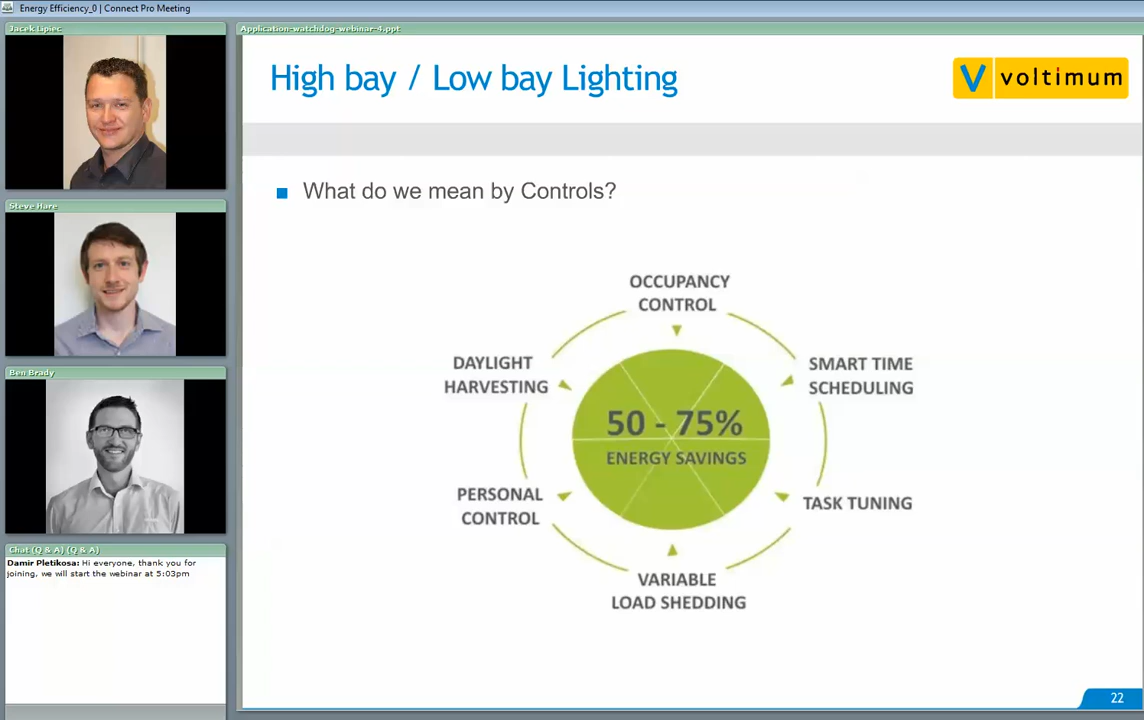 Energy Efficiency_0 | Connect Pro Meeting
Jacek Lipiec
Steve Hare
Ben Brady
Chat (Q & A) (Q & A)
Damir Pletikosa: Hi everyone, thank you for
joining, we will start the webinar at 5:03pm
Application-watchdog-webinar-4.ppt
High bay / Low bay Lighting
voltimum
What do we mean by Controls?
OCCUPANCY
CONTROL
DAYLIGHT
HARVESTING
SMART TIME
SCHEDULING
50 - 75%
ENERGY SAVINGS
PERSONAL
CONTROL
TASK TUNING
VARIABLE
LOAD SHEDDING
22